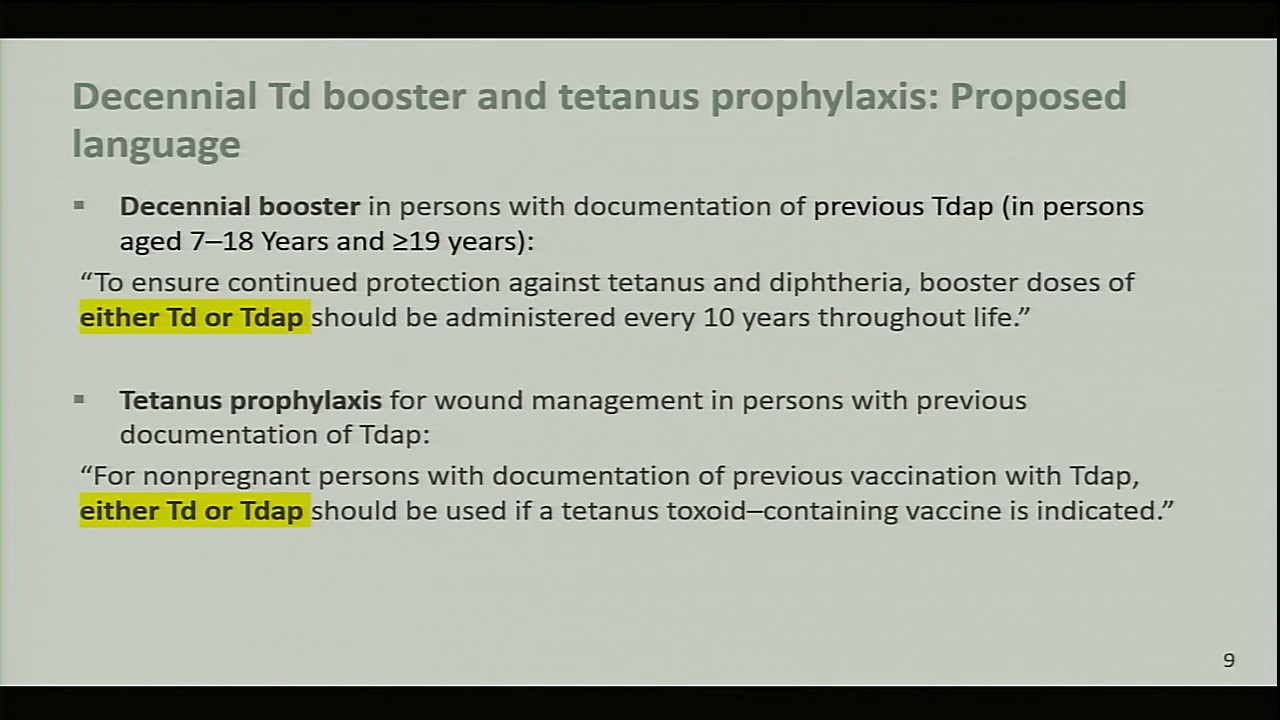 Decennial Td booster and tetanus prophylaxis: Proposed
language
▪ Decennial booster in persons with documentation of previous Tdap (in persons
aged 7–18 Years and ≥19 years):
“To ensure continued protection against tetanus and diphtheria, booster doses of
either Td or Tdap should be administered every 10 years throughout life.”
▪ Tetanus prophylaxis for wound management in persons with previous
documentation of Tdap:
“For nonpregnant persons with documentation of previous vaccination with Tdap,
either Td or Tdap should be used if a tetanus toxoid–containing vaccine is indicated.”
9